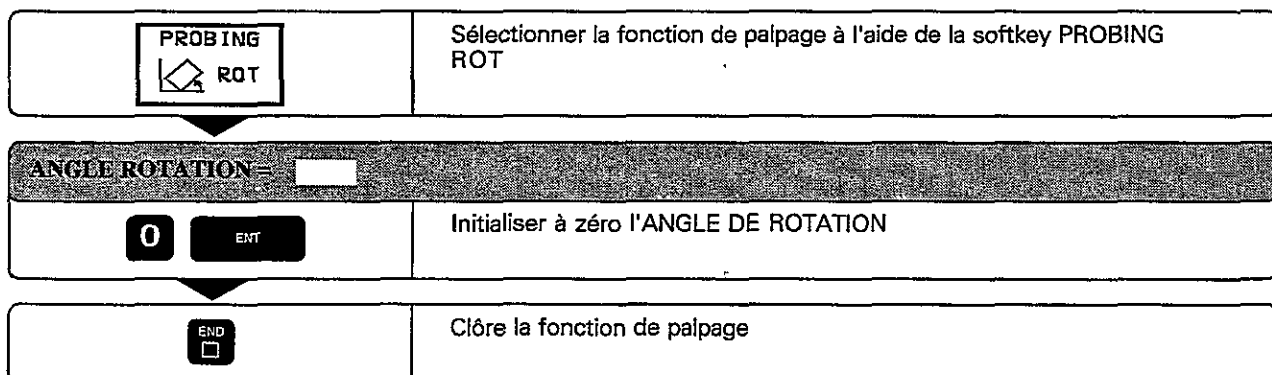 PROBING
ROT
Sélectionner la fonction de palpage à l'aide de la softkey PROBING
ROT
ANGLE ROTATION =
0 ENT
Initialiser à zéro l'ANGLE DE ROTATION
END
Clôre la fonction de palpage